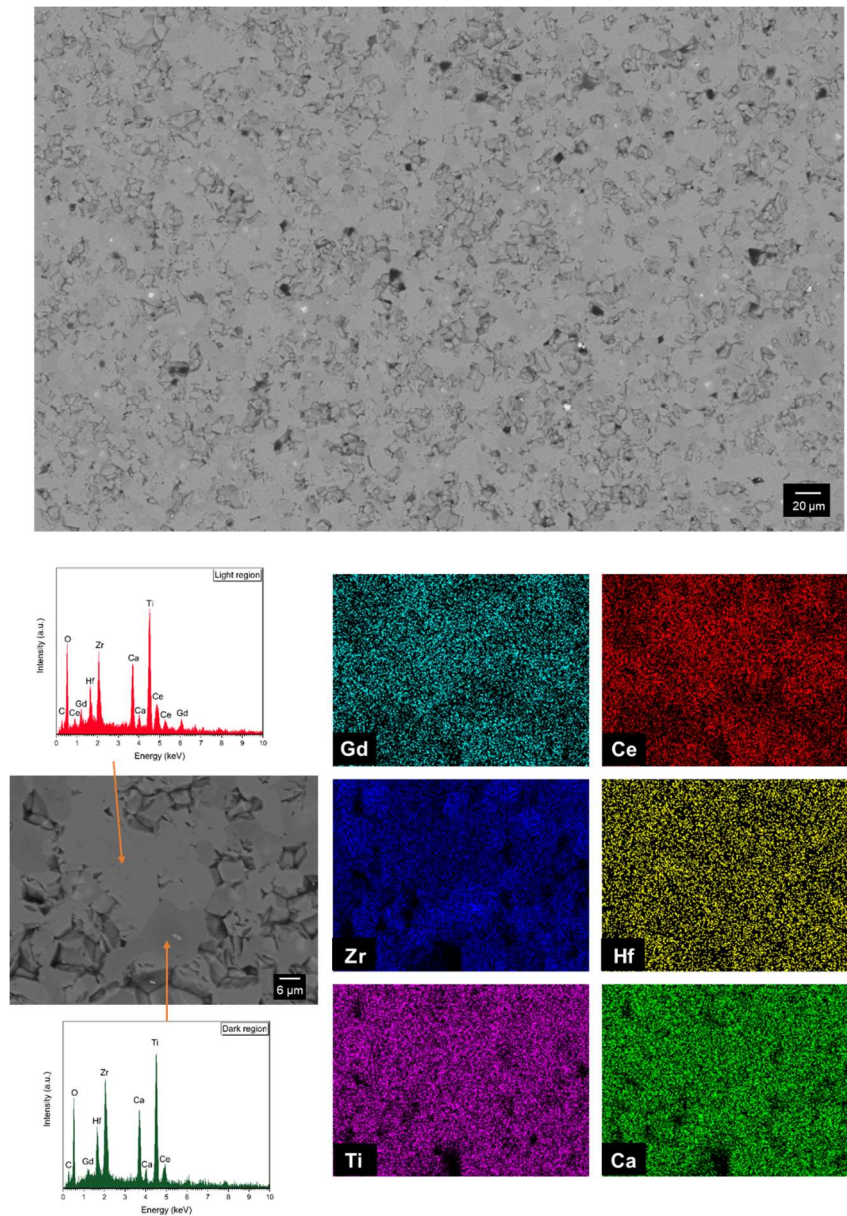 20 µm
Light region
Intensity (a.u.)
O
C
Ce
Gd
Hf
Zr
Ca
Ca
Ti
Ce
Ce
Gd
0 1 2 3 4 5 6 7 8 9 10
Energy (keV)
6 µm
Dark region
Intensity (a.u.)
O
C
Gd
Hf
Zr
Ca
Ca
Ti
Ce
0 1 2 3 4 5 6 7 8 9 10
Energy (keV)
Gd
Ce
Zr
Hf
Ti
Ca